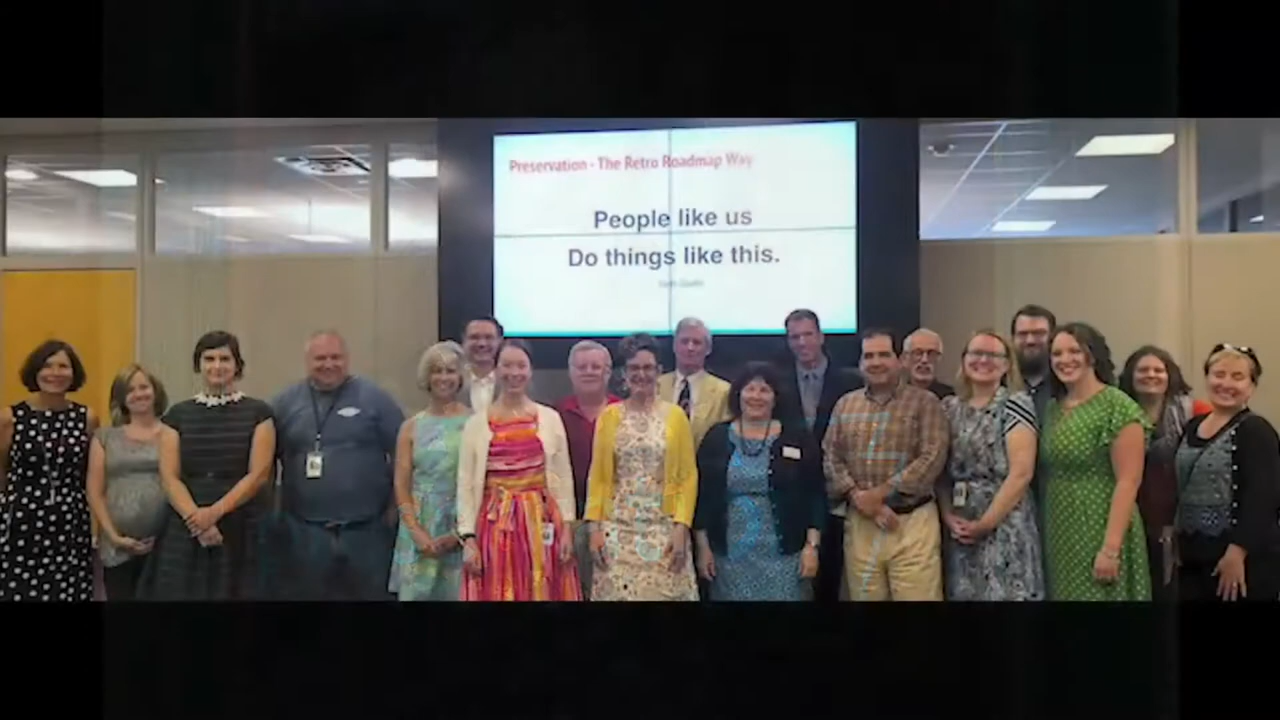 Preservation - The Retro Roadmap Way
People like us
Do things like this.